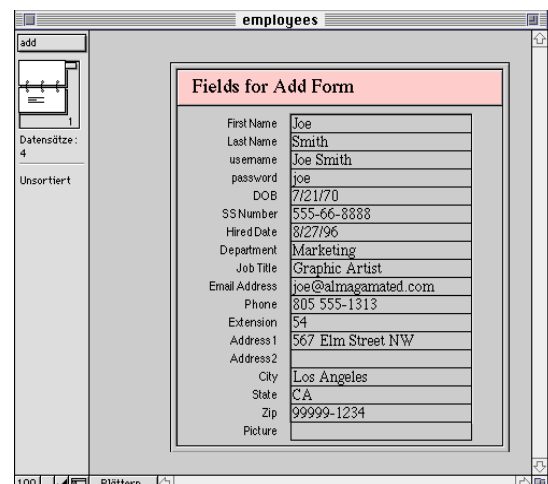 employees
add
1
Datensätze:
4
Unsortiert
Fields for Add Form
First Name Joe
Last Name Smith
username Joe Smith
password joe
DOB 7/21/70
SS Number 555-66-8888
Hired Date 8/27/96
Department Marketing
Job Title Graphic Artist
Email Address joe@almagamated.com
Phone 805 555-1313
Extension 54
Address1 567 Elm Street NW
Address2
City Los Angeles
State CA
Zip 99999-1234
Picture
100 Blättern